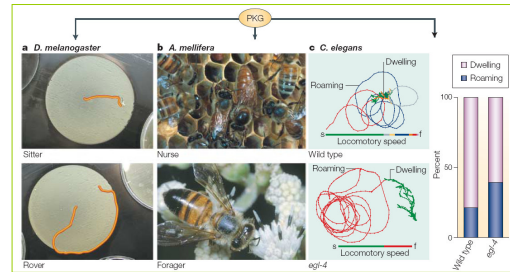 PKG
a D. melanogaster
b A. mellifera
c C. elegans
Sitter
Rover
Nurse
Forager
Dwelling
Roaming
s f
Locomotory speed
Wild type
Roaming
Dwelling
s f
Locomotory speed
egl-4
Dwelling
Roaming
100
50
0
Percent
Wild type
egl-4